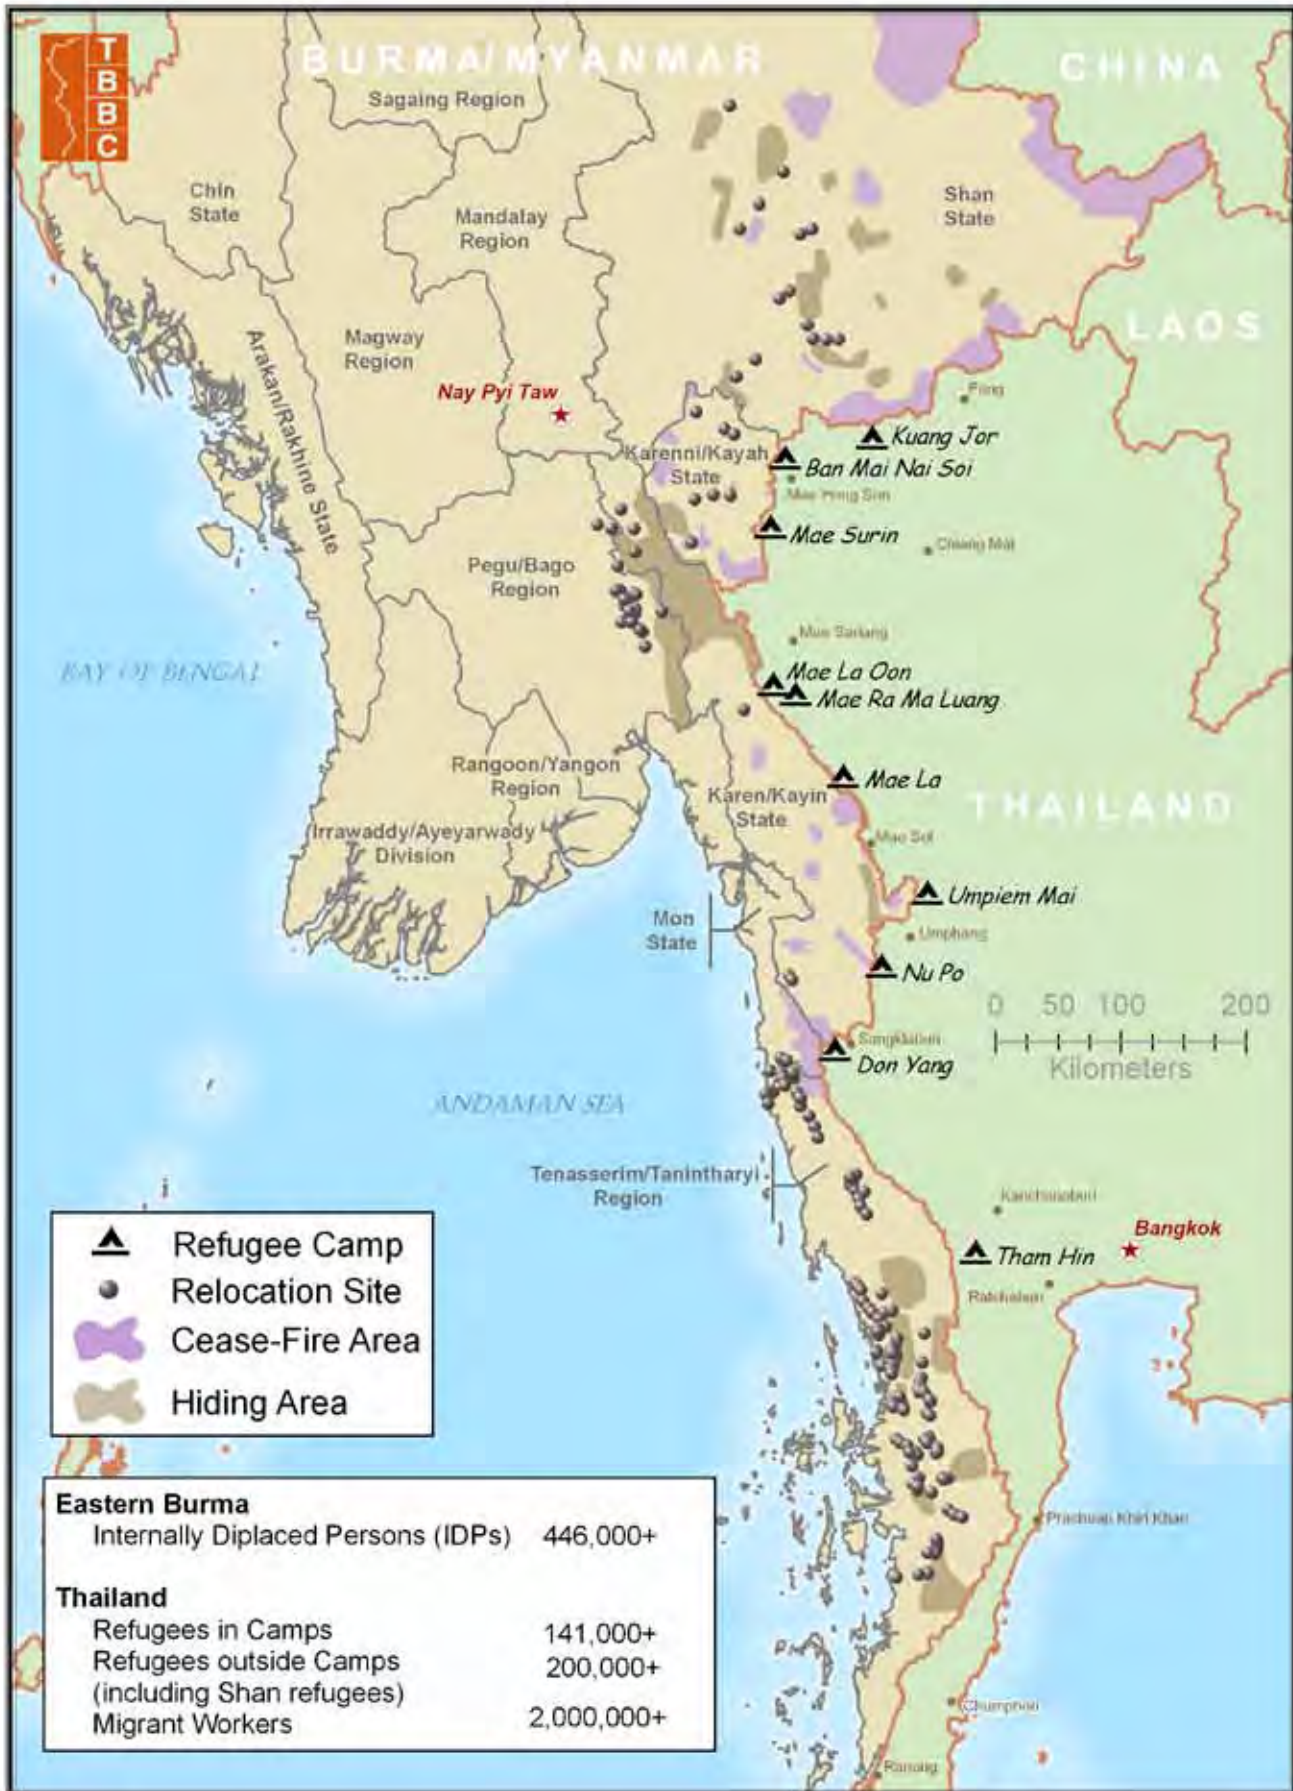 T
B
B
C
BURMA/MYANMAR
CHINA
Sagaing Region
Chin
State
Mandalay
Region
Shan
State
LAOS
Magway
Region
Arakan/Rakhine State
Nay Pyi Taw
Fang
Kuang Jor
Karenni/Kayah
State
Ban Mai Nai Soi
Mae Hong Son
Mae Surin
Chiang Mai
Pegu/Bago
Region
Mae Sariang
BAY OF BENGAL
Mae La Oon
Mae Ra Ma Luang
Rangoon/Yangon
Region
Mae La
Karen/Kayin
State
THAILAND
Irrawaddy/Ayeyarwady
Division
Mae Sot
Umpiem Mai
Mon
State
Umphang
Nu Po
0 50 100 200
Kilometers
Sangkhlaburi
Don Yang
ANDAMAN SEA
Tenasserim/Tanintharyi
Region
Kanchanaburi
Bangkok
Tham Hin
Ratchaburi
Refugee Camp
Relocation Site
Cease-Fire Area
Hiding Area
Eastern Burma
Internally Diplaced Persons (IDPs) 446,000+
Thailand
Refugees in Camps 141,000+
Refugees outside Camps 200,000+
(including Shan refugees)
Migrant Workers 2,000,000+
Prachuap Khiri Khan
Chumphon
Ranong